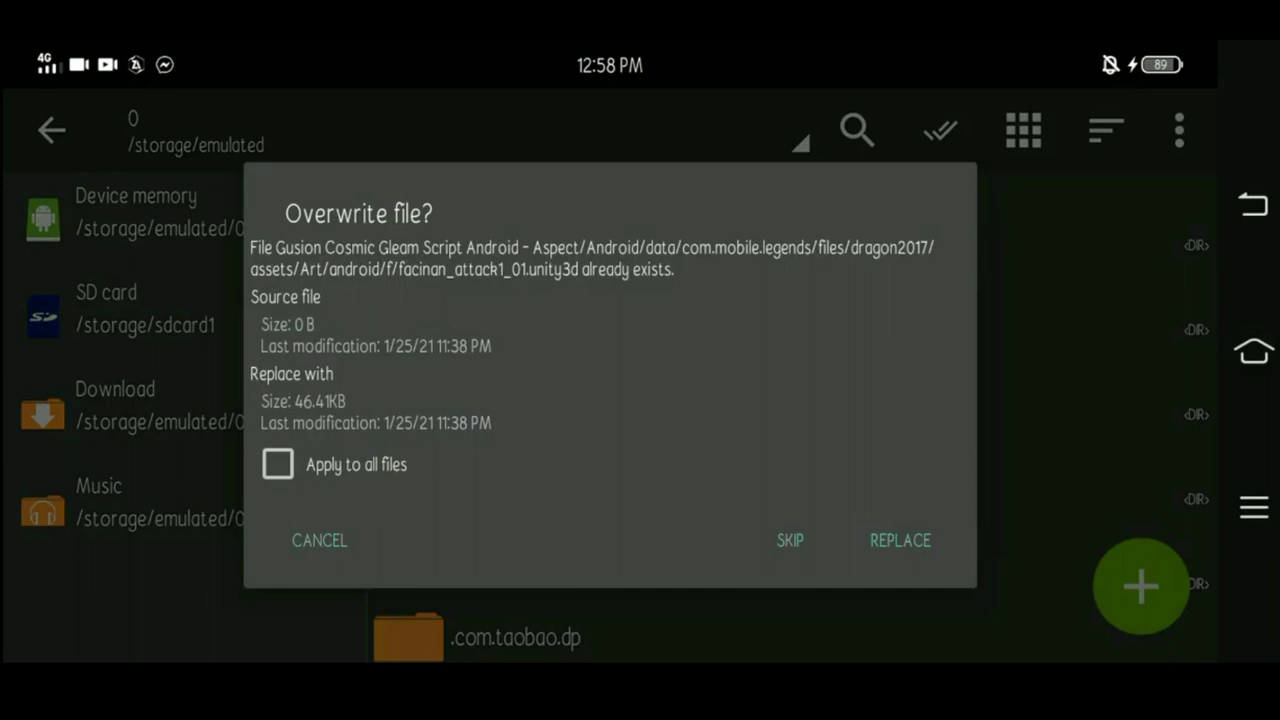 4G 12:58 PM 89
0
/storage/emulated
Device memory
/storage/emulated/0
SD card
/storage/sdcard1
Download
/storage/emulated/0
Music
/storage/emulated/0
Overwrite file?
File Gusion Cosmic Gleam Script Android - Aspect/Android/data/com.mobile.legends/files/dragon2017/
assets/Art/android/f/facinan_attack1_01.unity3d already exists.
Source file
Size: 0 B
Last modification: 1/25/21 11:38 PM
Replace with
Size: 46.41KB
Last modification: 1/25/21 11:38 PM
Apply to all files
CANCEL SKIP REPLACE
<DIR>
<DIR>
<DIR>
<DIR>
DIR>
.com.taobao.dp